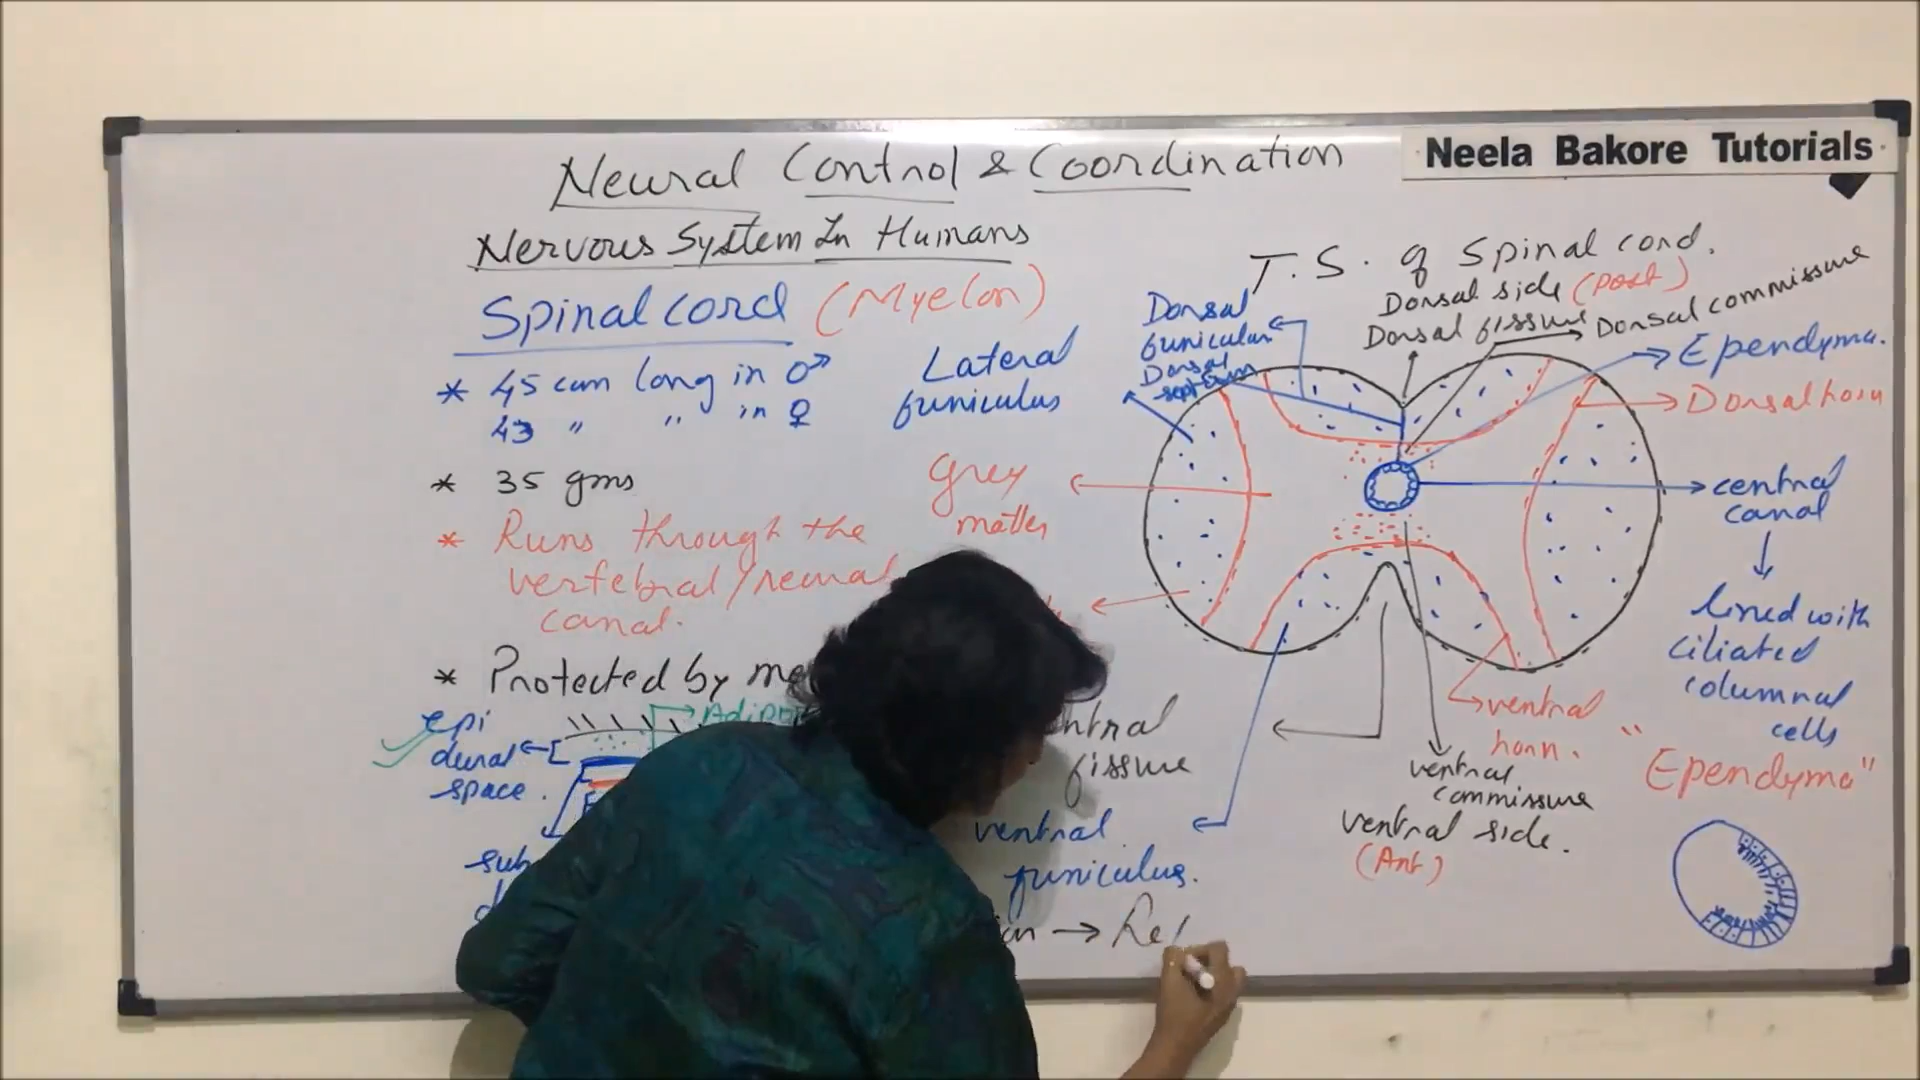 Neela Bakore Tutorials
Neural Control & Coordination
Nervous System In Humans
Spinal cord (Myelon)
* 45 cm long in ♂
43 " " in ♀
* 35 gms
* Runs through the
vertebral/neural
canal.
* Protected by
epi
dural
space.
T.S. of Spinal cord.
Dorsal side (post)
Dorsal fissure
Dorsal commissure
Dorsal
funiculus
Dorsal
septum
Lateral
funiculus
Ependyma.
Dorsal horn
Grey
matter
central
canal
lined with
ciliated
columnal
cells
"Ependyma"
ventral
horn.
fissure
ventral
commissure
ventral side.
(Ant)
ventral
funiculus.